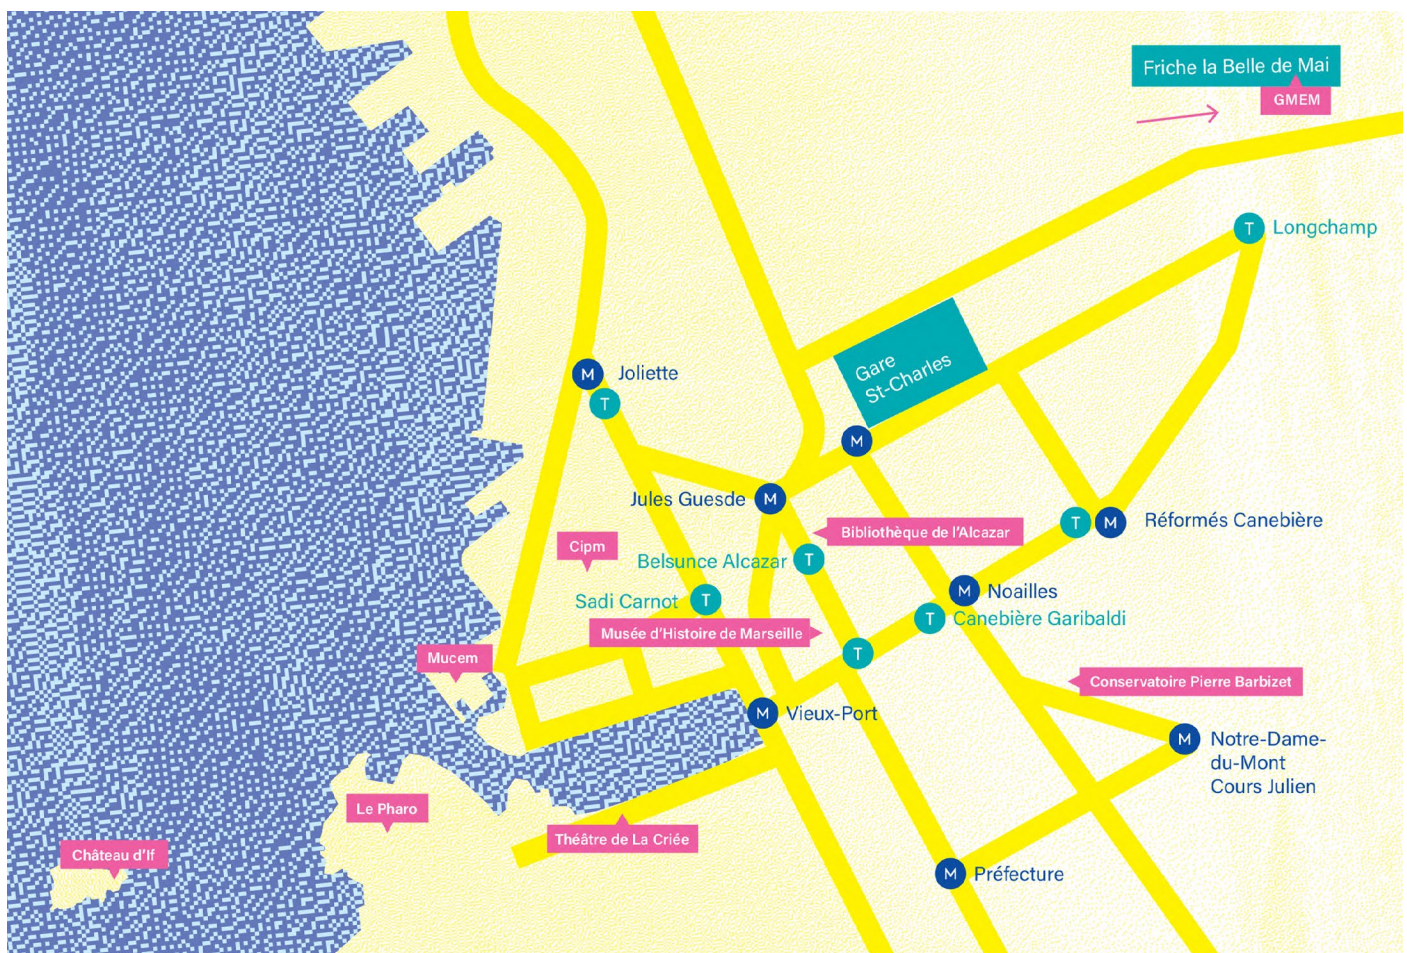 Friche la Belle de Mai
GMEM
T
Longchamp
Gare
St-Charles
M
Joliette
T
M
Jules Guesde
M
Bibliothèque de l'Alcazar
T
M
Réformés Canebière
Cipm
Belsunce Alcazar
T
Sadi Carnot
T
M
Noailles
T
Canebière Garibaldi
Musée d'Histoire de Marseille
T
Mucem
Conservatoire Pierre Barbizet
M
Vieux-Port
M
Notre-Dame-
du-Mont
Cours Julien
Le Pharo
Théâtre de La Criée
Château d'If
M
Préfecture